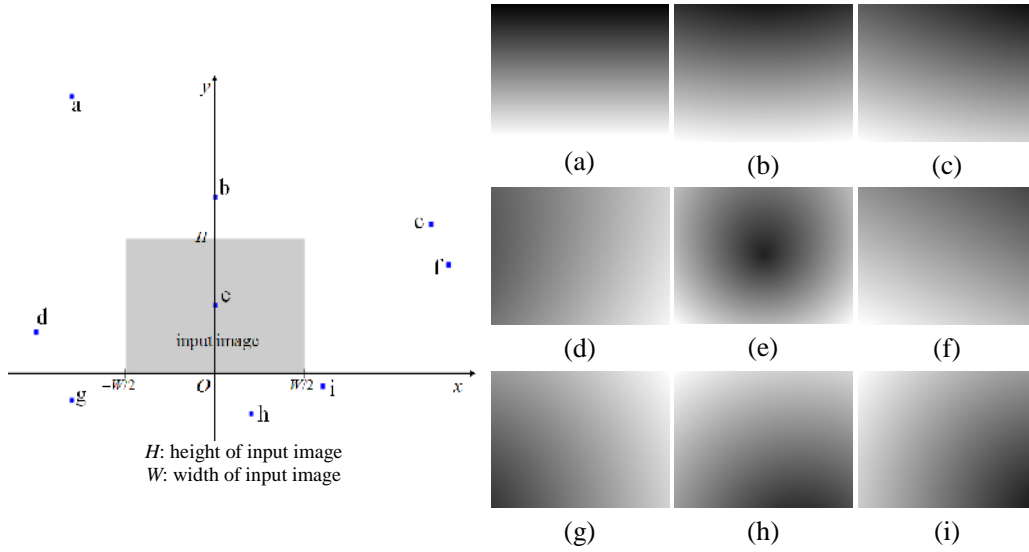 y
a
b
c
H
f
d
input image
−W/2
O
W/2
x
g
i
h
H: height of input image
W: width of input image
(a)
(b)
(c)
(d)
(e)
(f)
(g)
(h)
(i)